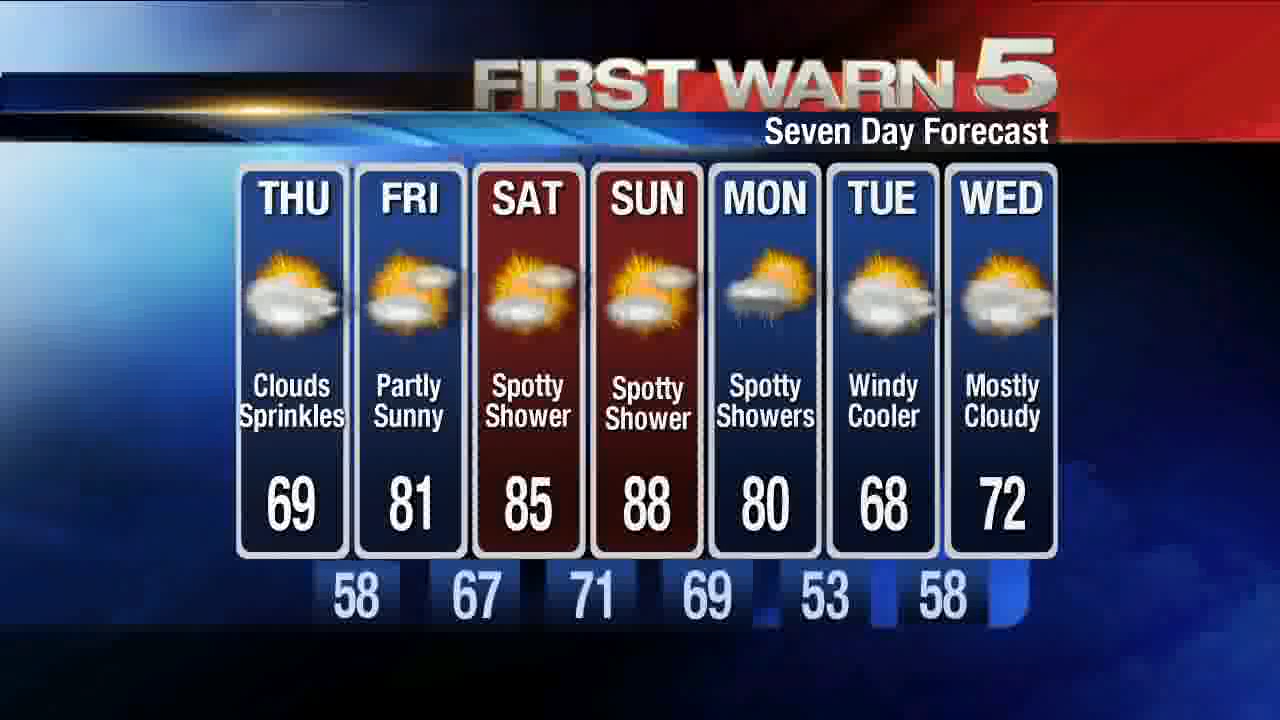 FIRST WARN 5
Seven Day Forecast
THU FRI SAT SUN MON TUE WED
Clouds Partly Spotty Spotty Spotty Windy Mostly
Sprinkles Sunny Shower Shower Showers Cooler Cloudy
69 81 85 88 80 68 72
58 67 71 69 53 58